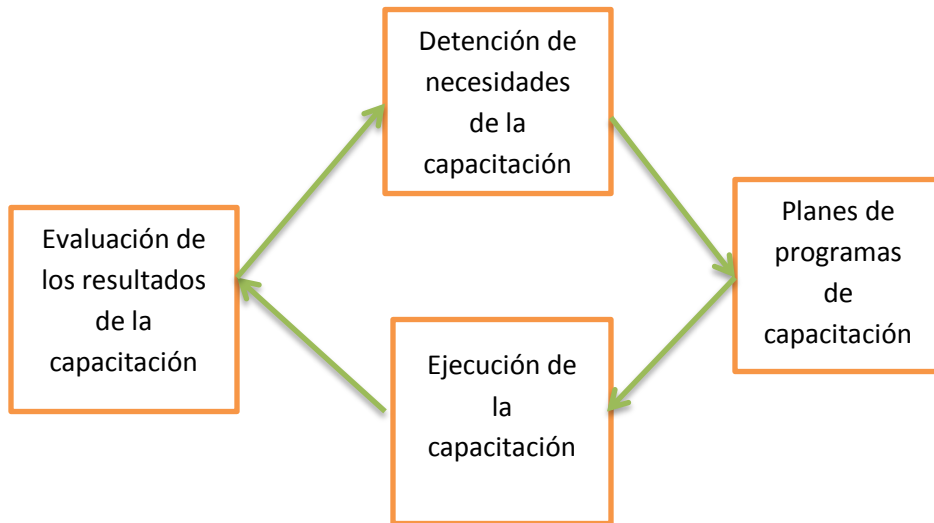 Detención de
necesidades
de la
capacitación
Planes de
programas
de
capacitación
Ejecución de
la
capacitación
Evaluación de
los resultados
de la
capacitación